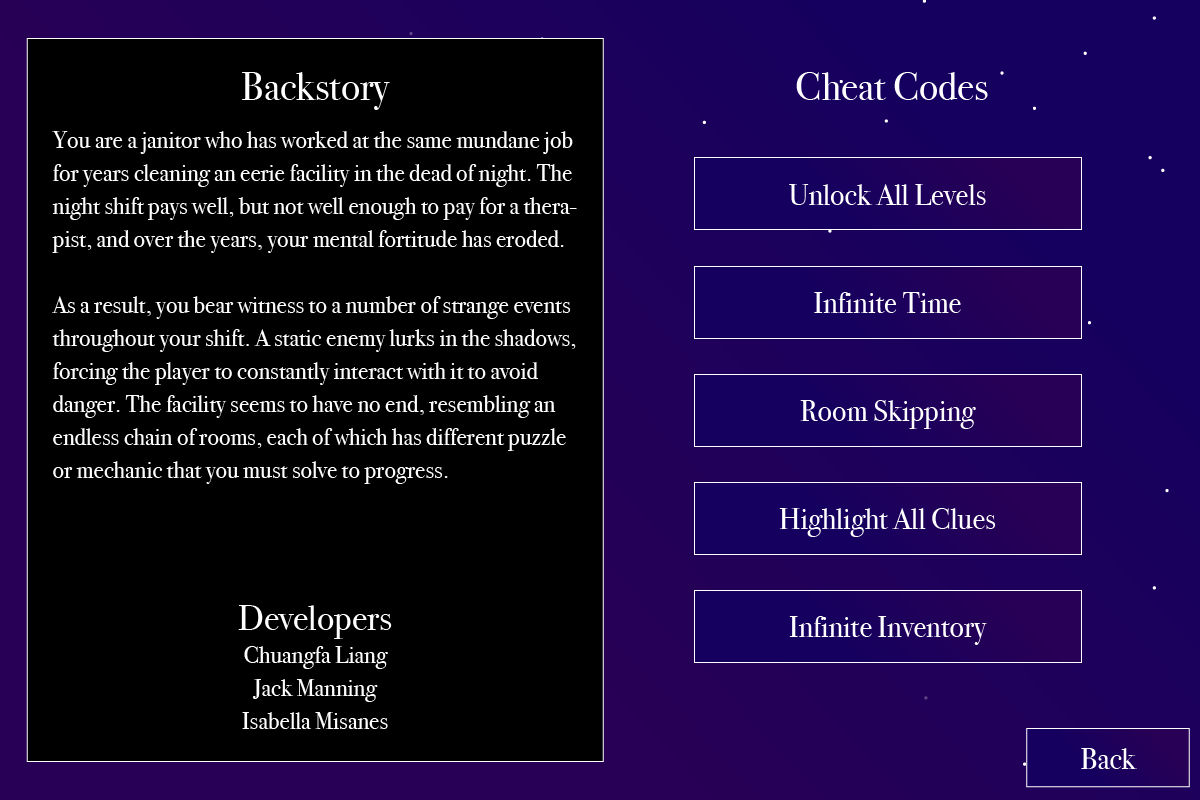 Backstory
You are a janitor who has worked at the same mundane job
for years cleaning an eerie facility in the dead of night. The
night shift pays well, but not well enough to pay for a thera-
pist, and over the years, your mental fortitude has eroded.
As a result, you bear witness to a number of strange events
throughout your shift. A static enemy lurks in the shadows,
forcing the player to constantly interact with it to avoid
danger. The facility seems to have no end, resembling an
endless chain of rooms, each of which has different puzzle
or mechanic that you must solve to progress.
Developers
Chuangfa Liang
Jack Manning
Isabella Misanes
Cheat Codes
Unlock All Levels
Infinite Time
Room Skipping
Highlight All Clues
Infinite Inventory
Back